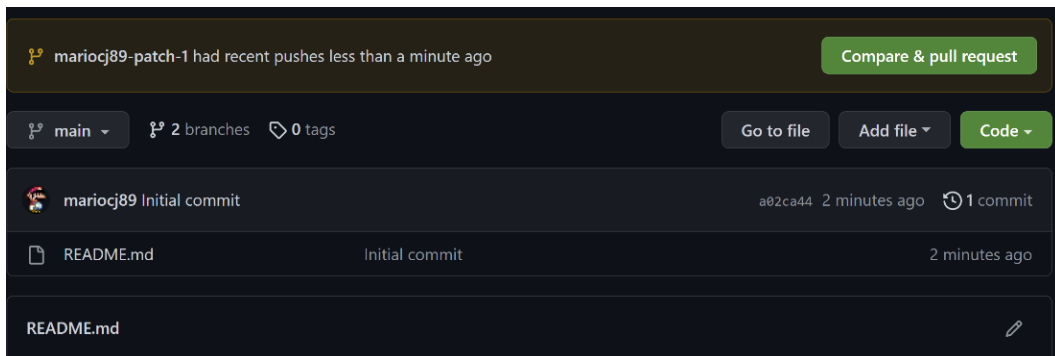 mariocj89-patch-1 had recent pushes less than a minute ago Compare & pull request
main 2 branches 0 tags Go to file Add file Code
mariocj89 Initial commit a02ca44 2 minutes ago 1 commit
README.md Initial commit 2 minutes ago
README.md